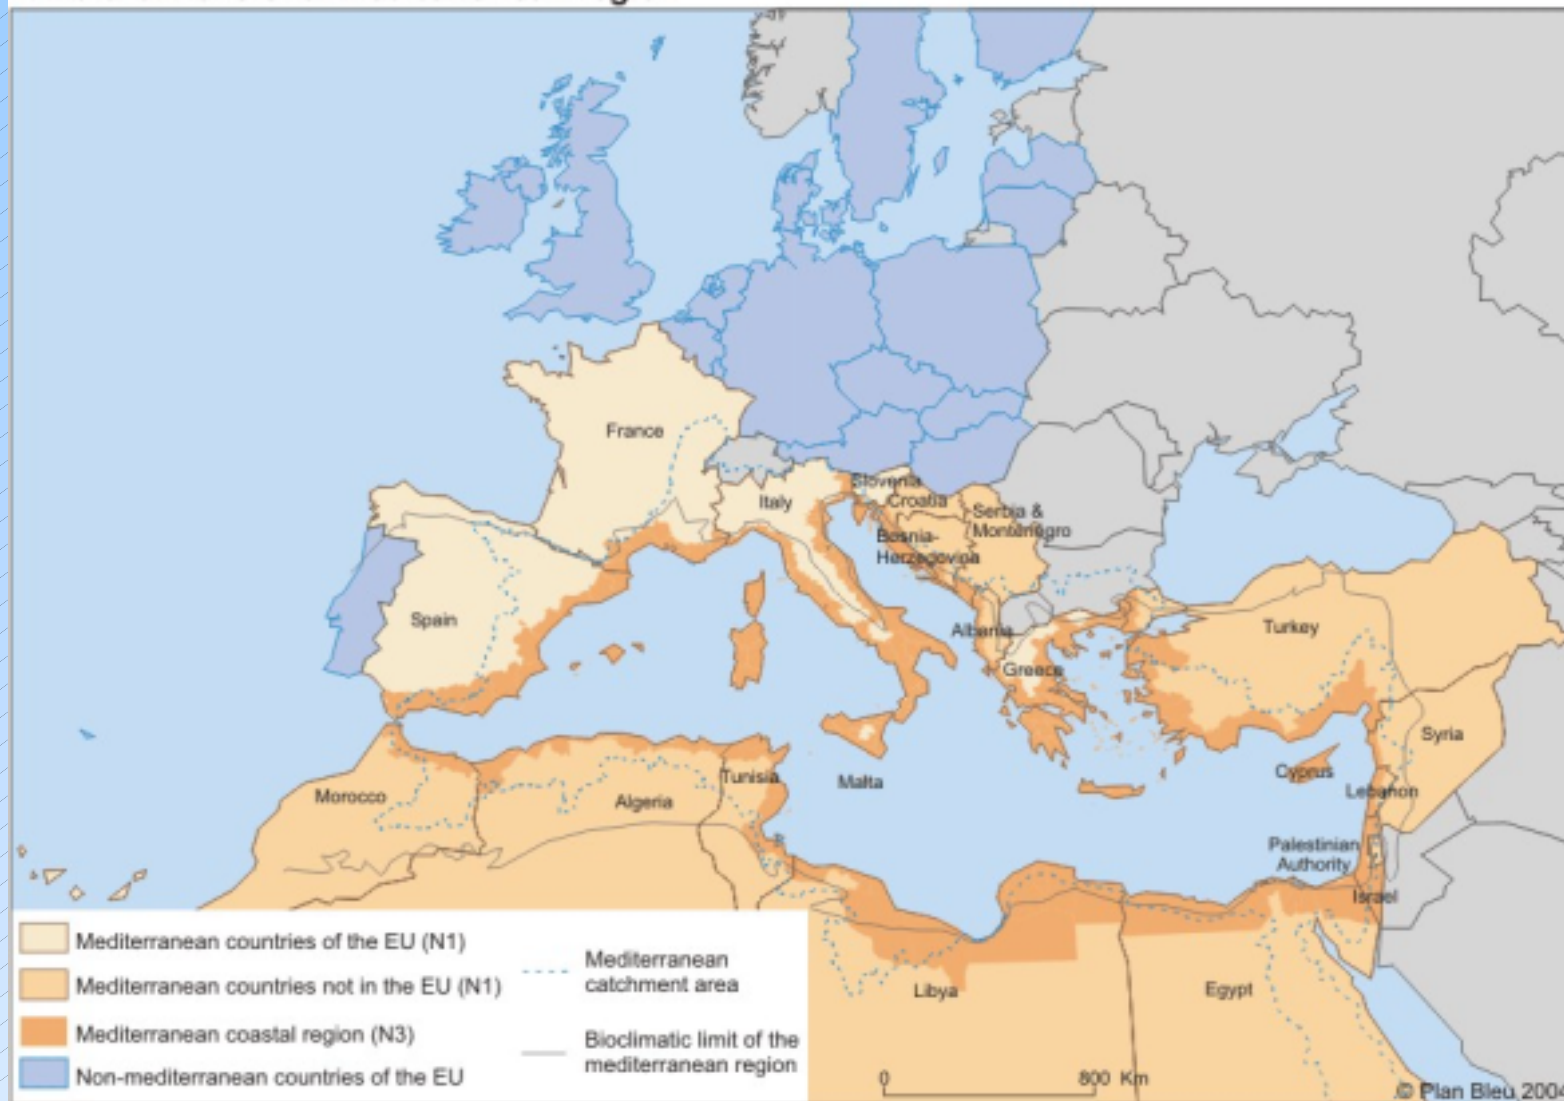 France
Slovenia
Italy
Croatia
Serbia &
Montenegro
Bosnia-
Herzegovina
Spain
Albania
Turkey
Greece
Syria
Cyprus
Tunisia
Malta
Lebanon
Morocco
Algeria
Palestinian
Authority
Israel
Libya
Egypt
Mediterranean countries of the EU (N1)
Mediterranean countries not in the EU (N1)
Mediterranean coastal region (N3)
Non-mediterranean countries of the EU
Mediterranean
catchment area
Bioclimatic limit of the
mediterranean region
0 800 Km
© Plan Bleu 2004